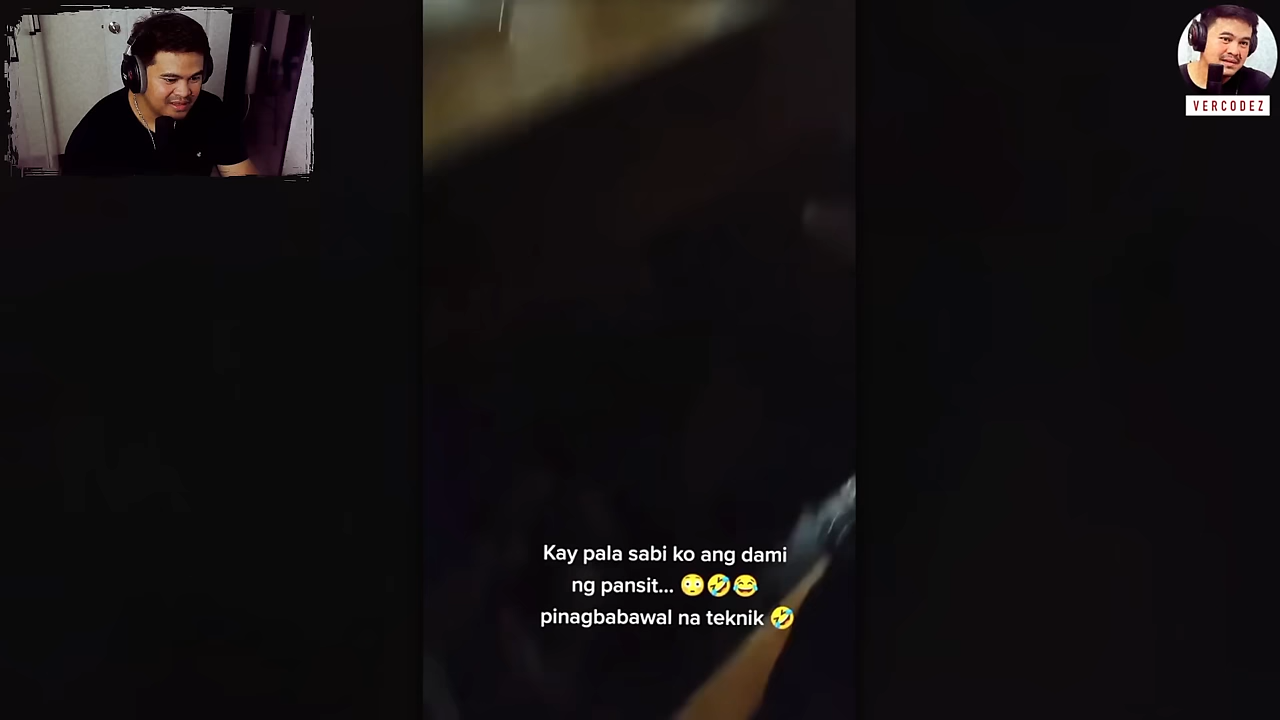 VERCODEZ
Kay pala sabi ko ang dami
ng pansit... 😳🤣😂
pinagbabawal na teknik 🤣